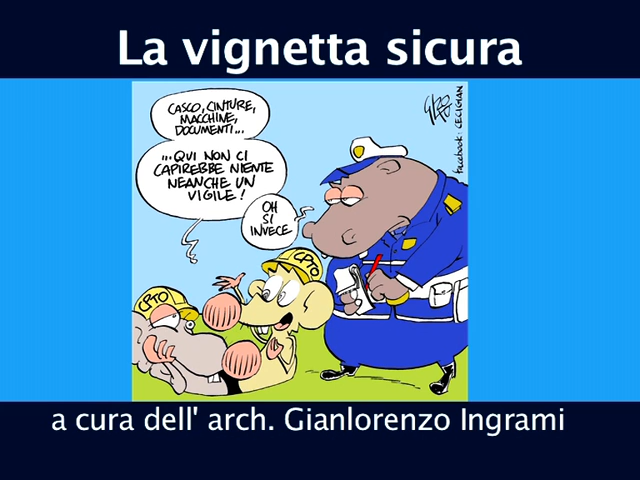 La vignetta sicura
CASCO, CINTURE,
MACCHINE,
DOCUMENTI...
...QUI NON CI
CAPIREBBE NIENTE
NEANCHE UN
VIGILE!
OH
SI
INVECE
facebook: CECIGIAN
CPTO
CPTO
a cura dell' arch. Gianlorenzo Ingrami